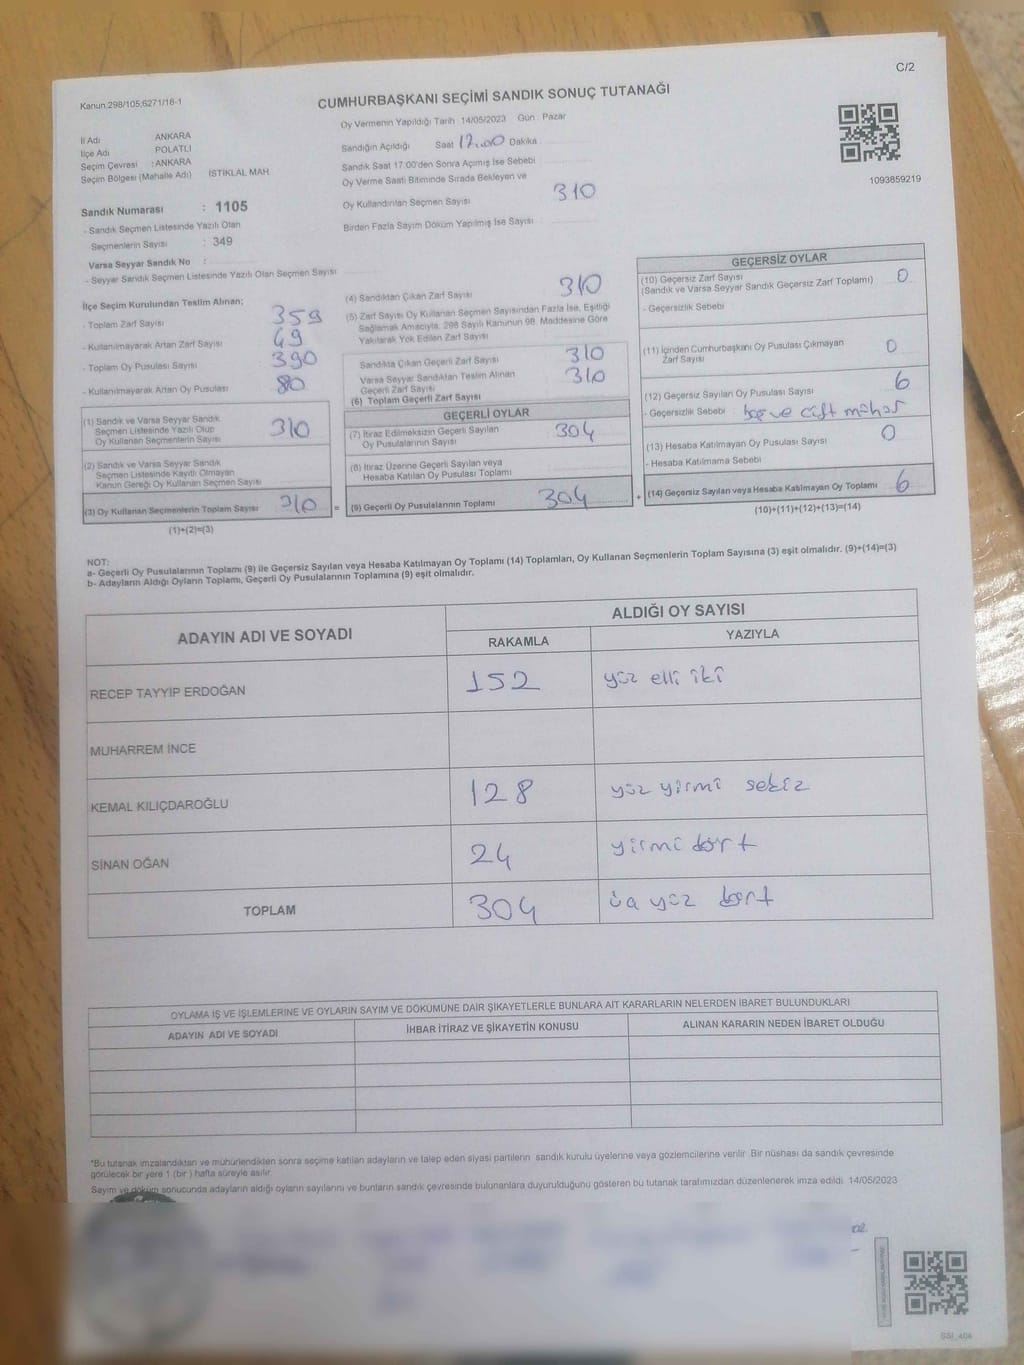 C/2
Kanun.298/105;6271/18-1
CUMHURBAŞKANI SEÇİMİ SANDIK SONUÇ TUTANAĞI
Oy Vermenin Yapıldığı Tarih : 14/05/2023 Gün : Pazar
İl Adı ANKARA
İlçe Adı POLATLI
Seçim Çevresi : ANKARA
Seçim Bölgesi (Mahalle Adı) İSTİKLAL MAH
Sandığın Açıldığı Saat 17:00 Dakika
Sandık Saat 17:00'den Sonra Açımış İse Sebebi
Oy Verme Saati Bitiminde Sırada Bekleyen ve
Oy Kullandırılan Seçmen Sayısı 310
Birden Fazla Sayım Döküm Yapılmış İse Sayısı
1093859219
Sandık Numarası : 1105
- Sandık Seçmen Listesinde Yazılı Olan
Seçmenlerin Sayısı : 349
Varsa Seyyar Sandık No :
- Seyyar Sandık Seçmen Listesinde Yazılı Olan Seçmen Sayısı
İlçe Seçim Kurulundan Teslim Alınan;
- Toplam Zarf Sayısı 359
- Kullanılmayarak Artan Zarf Sayısı 49
- Toplam Oy Pusulası Sayısı 390
- Kullanılmayarak Artan Oy Pusulası 80
(1) Sandık ve Varsa Seyyar Sandık
Seçmen Listesinde Yazılı Olup
Oy Kullanan Seçmenlerin Sayısı 310
(2) Sandık ve Varsa Seyyar Sandık
Seçmen Listesinde Kayıtlı Olmayan
Kanun Gereği Oy Kullanan Seçmen Sayısı
(3) Oy Kullanan Seçmenlerin Toplam Sayısı 310 =
(1)+(2)=(3)
(4) Sandıktan Çıkan Zarf Sayısı 310
(5) Zarf Sayısı Oy Kullanan Seçmen Sayısından Fazla İse, Eşitliği
Sağlamak Amacıyla, 298 Sayılı Kanunun 98. Maddesine Göre
Yakılarak Yok Edilen Zarf Sayısı
Sandıkta Çıkan Geçerli Zarf Sayısı 310
Varsa Seyyar Sandıktan Teslim Alınan
Geçerli Zarf Sayısı 310
(6) Toplam Geçerli Zarf Sayısı
GEÇERLİ OYLAR
(7) İtiraz Edilmeksizin Geçerli Sayılan
Oy Pusulalarının Sayısı 304
(8) İtiraz Üzerine Geçerli Sayılan veya
Hesaba Katılan Oy Pusulası Toplamı
(9) Geçerli Oy Pusulalarının Toplamı 304 +
GEÇERSİZ OYLAR
(10) Geçersiz Zarf Sayısı
(Sandık ve Varsa Seyyar Sandık Geçersiz Zarf Toplamı) 0
- Geçersizlik Sebebi
(11) İçinden Cumhurbaşkanı Oy Pusulası Çıkmayan
Zarf Sayısı 0
(12) Geçersiz Sayılan Oy Pusulası Sayısı 6
- Geçersizlik Sebebi boş ve çift mühür
(13) Hesaba Katılmayan Oy Pusulası Sayısı 0
- Hesaba Katılmama Sebebi
(14) Geçersiz Sayılan veya Hesaba Katılmayan Oy Toplamı 6
(10)+(11)+(12)+(13)=(14)
NOT:
a- Geçerli Oy Pusulalarının Toplamı (9) ile Geçersiz Sayılan veya Hesaba Katılmayan Oy Toplamı (14) Toplamları, Oy Kullanan Seçmenlerin Toplam Sayısına (3) eşit olmalıdır. (9)+(14)=(3)
b- Adayların Aldığı Oyların Toplamı, Geçerli Oy Pusulalarının Toplamına (9) eşit olmalıdır.
ADAYIN ADI VE SOYADI
ALDIĞI OY SAYISI
RAKAMLA YAZIYLA
RECEP TAYYİP ERDOĞAN 152 yüz elli iki
MUHARREM İNCE
KEMAL KILIÇDAROĞLU 128 yüz yirmi sekiz
SİNAN OĞAN 24 yirmi dört
TOPLAM 304 üç yüz dört
OYLAMA İŞ VE İŞLEMLERİNE VE OYLARIN SAYIM VE DÖKÜMÜNE DAİR ŞİKAYETLERLE BUNLARA AİT KARARLARIN NELERDEN İBARET BULUNDUKLARI
ADAYIN ADI VE SOYADI İHBAR İTİRAZ VE ŞİKAYETİN KONUSU ALINAN KARARIN NEDEN İBARET OLDUĞU
*Bu tutanak imzalandıktan ve mühürlendikten sonra seçime katılan adayların ve talep eden siyasi partilerin sandık kurulu üyelerine veya gözlemcilerine verilir. Bir nüshası da sandık çevresinde
görülecek bir yere 1 (bir ) hafta süreyle asılır.
Sayım ve döküm sonucunda adayların aldığı oyların sayılarını ve bunların sandık çevresinde bulunanlara duyurulduğunu gösteren bu tutanak tarafımızdan düzenlenerek imza edildi. 14/05/2023